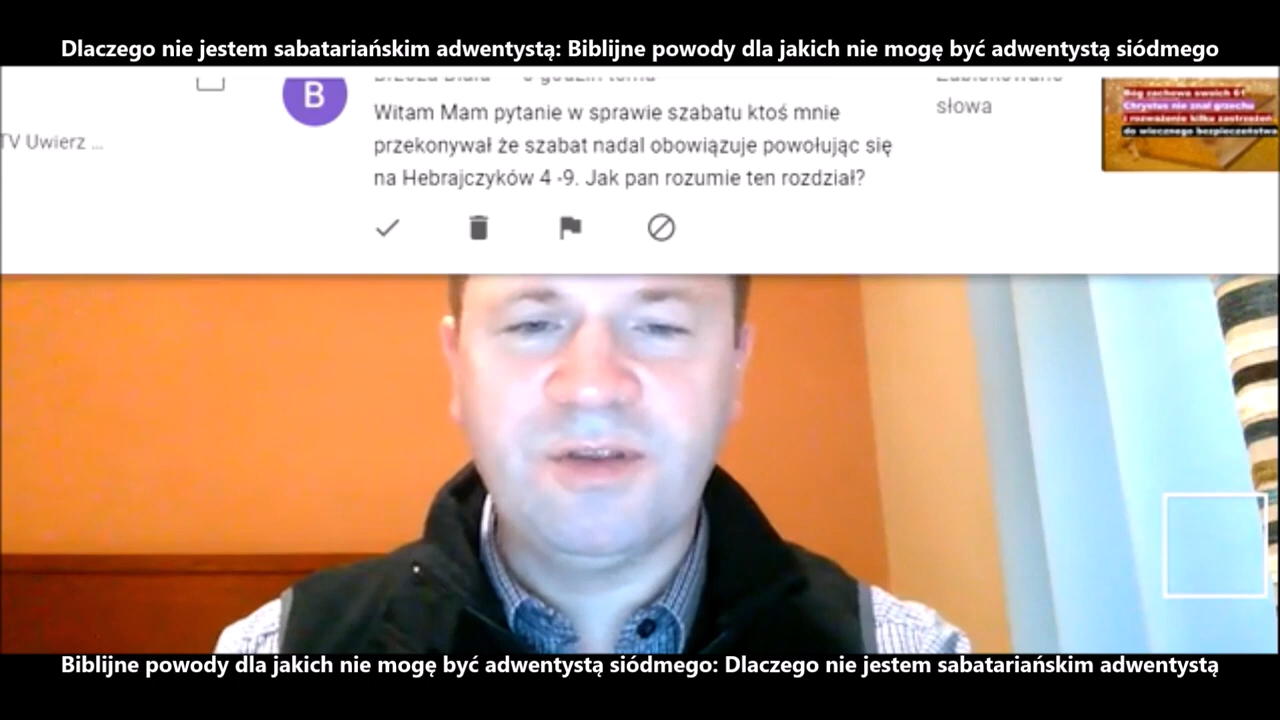 Dlaczego nie jestem sabatariańskim adwentystą: Biblijne powody dla jakich nie mogę być adwentystą siódmego
B
Witam Mam pytanie w sprawie szabatu ktoś mnie
przekonywał że szabat nadal obowiązuje powołując się
na Hebrajczyków 4 -9. Jak pan rozumie ten rozdział?
słowa
TV Uwierz ...
Bóg zachowa swoich 6!
Chrystus nie znał grzechu
i rozważenie kilku zastrzeżeń
do wiecznego bezpieczeństwa
Biblijne powody dla jakich nie mogę być adwentystą siódmego: Dlaczego nie jestem sabatariańskim adwentystą